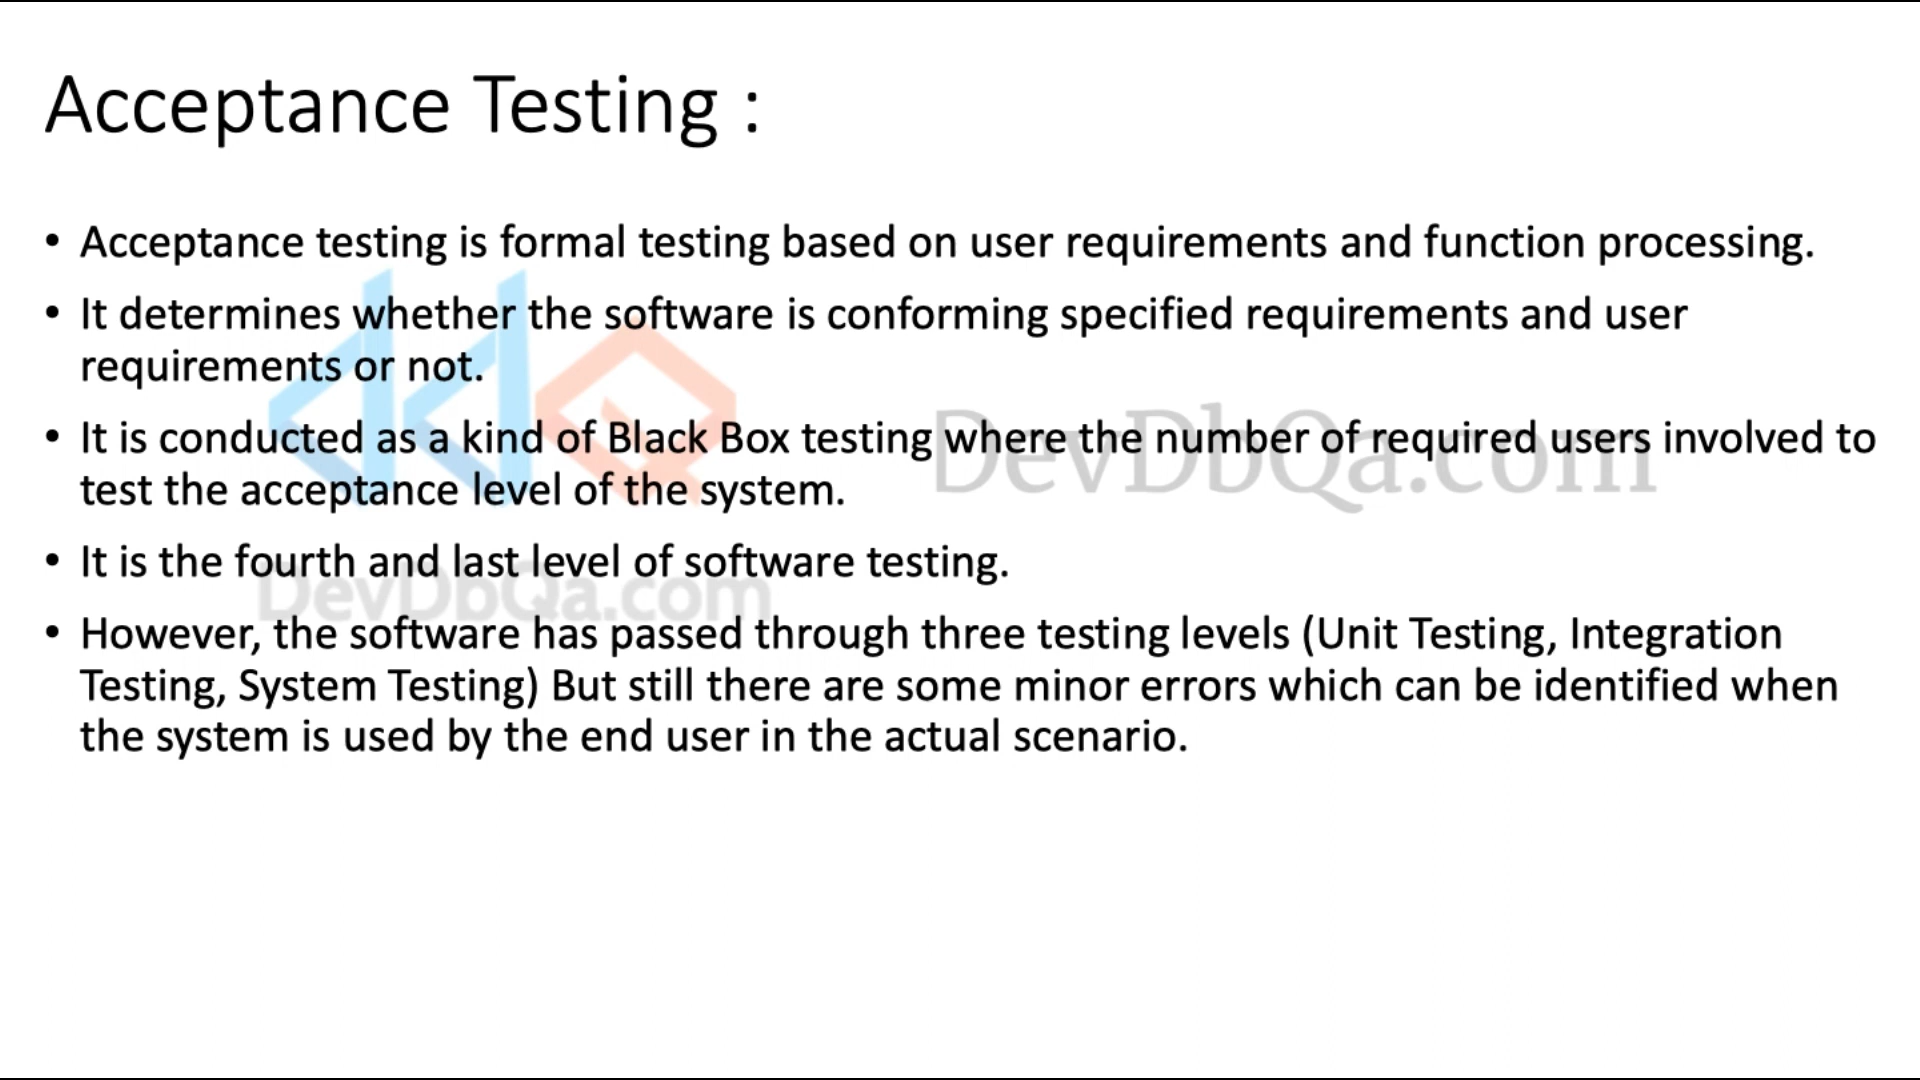 Acceptance Testing :
• Acceptance testing is formal testing based on user requirements and function processing.
• It determines whether the software is conforming specified requirements and user
requirements or not.
• It is conducted as a kind of Black Box testing where the number of required users involved to
test the acceptance level of the system.
DevDbQa.com
• It is the fourth and last level of software testing.
DevDbQa.com
• However, the software has passed through three testing levels (Unit Testing, Integration
Testing, System Testing) But still there are some minor errors which can be identified when
the system is used by the end user in the actual scenario.